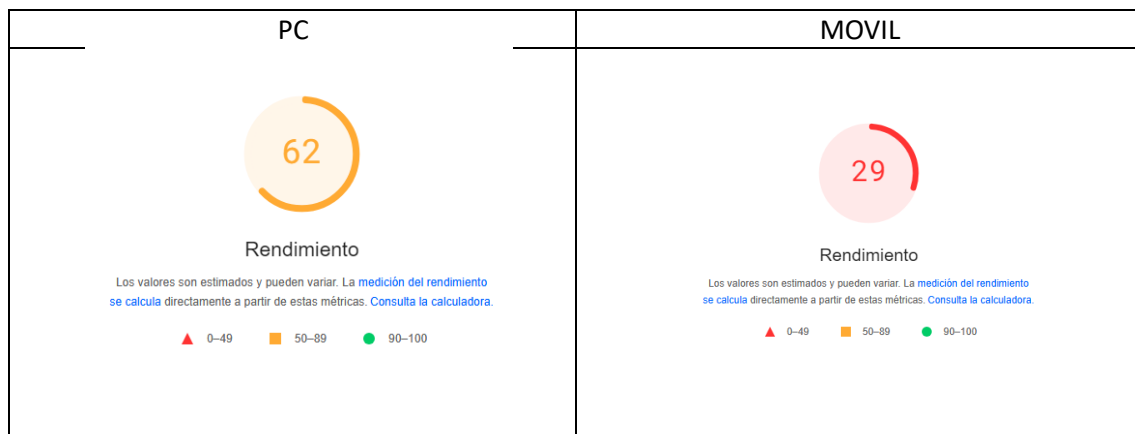 PC
MOVIL
62
Rendimiento
Los valores son estimados y pueden variar. La medición del rendimiento
se calcula directamente a partir de estas métricas. Consulta la calculadora.
0–49 50–89 90–100
29
Rendimiento
Los valores son estimados y pueden variar. La medición del rendimiento
se calcula directamente a partir de estas métricas. Consulta la calculadora.
0–49 50–89 90–100